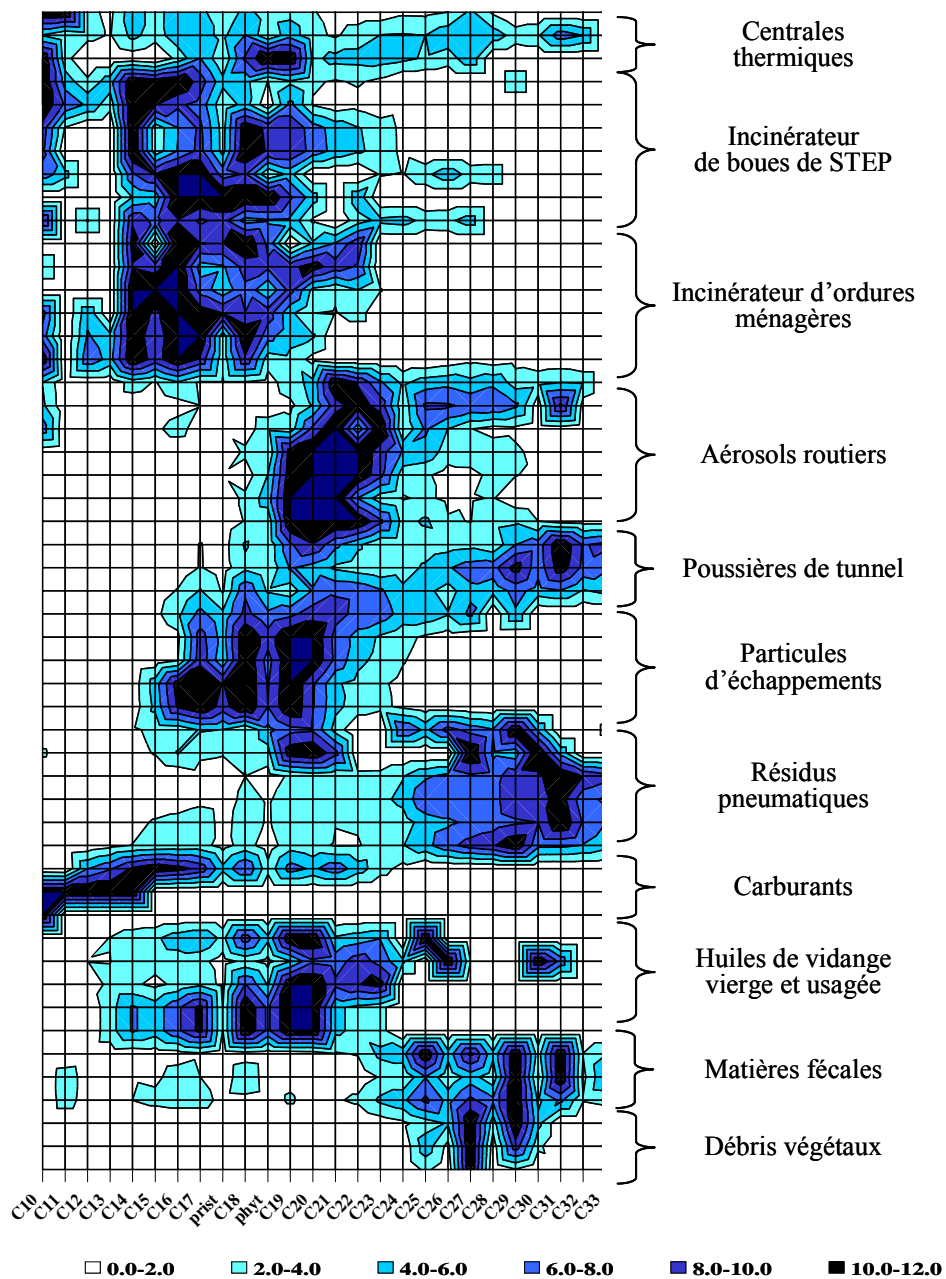 Centrales
thermiques
Incinérateur
de boues de STEP
Incinérateur d’ordures
ménagères
Aérosols routiers
Poussières de tunnel
Particules
d’échappements
Résidus
pneumatiques
Carburants
Huiles de vidange
vierge et usagée
Matières fécales
Débris végétaux
C10 C11 C12 C13 C14 C15 C16 C17 prist C18 phyt C19 C20 C21 C22 C23 C24 C25 C26 C27 C28 C29 C30 C31 C32 C33
0.0-2.0 2.0-4.0 4.0-6.0 6.0-8.0 8.0-10.0 10.0-12.0